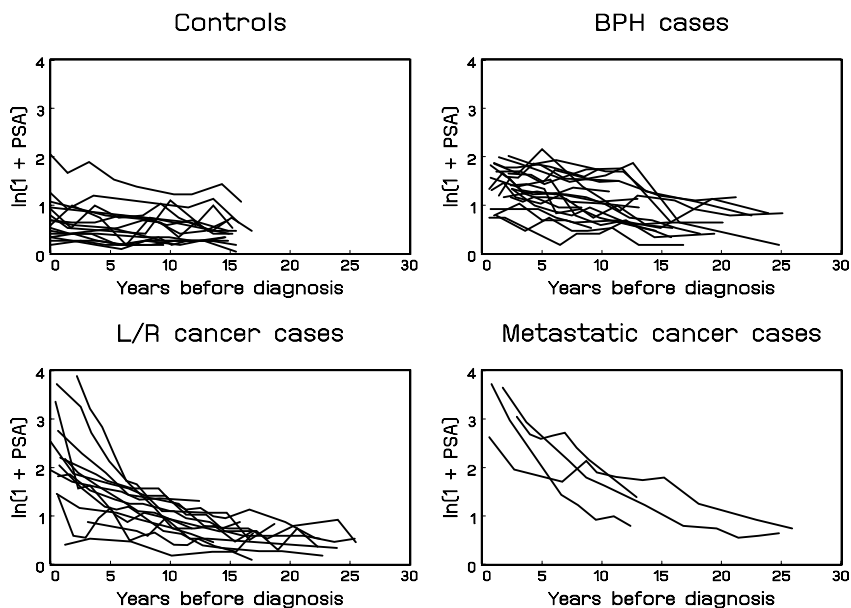 Controls
ln(1 + PSA)
4
3
2
1
0
0 5 10 15 20 25 30
Years before diagnosis
BPH cases
ln(1 + PSA)
4
3
2
1
0
0 5 10 15 20 25 30
Years before diagnosis
L/R cancer cases
ln(1 + PSA)
4
3
2
1
0
0 5 10 15 20 25 30
Years before diagnosis
Metastatic cancer cases
ln(1 + PSA)
4
3
2
1
0
0 5 10 15 20 25 30
Years before diagnosis